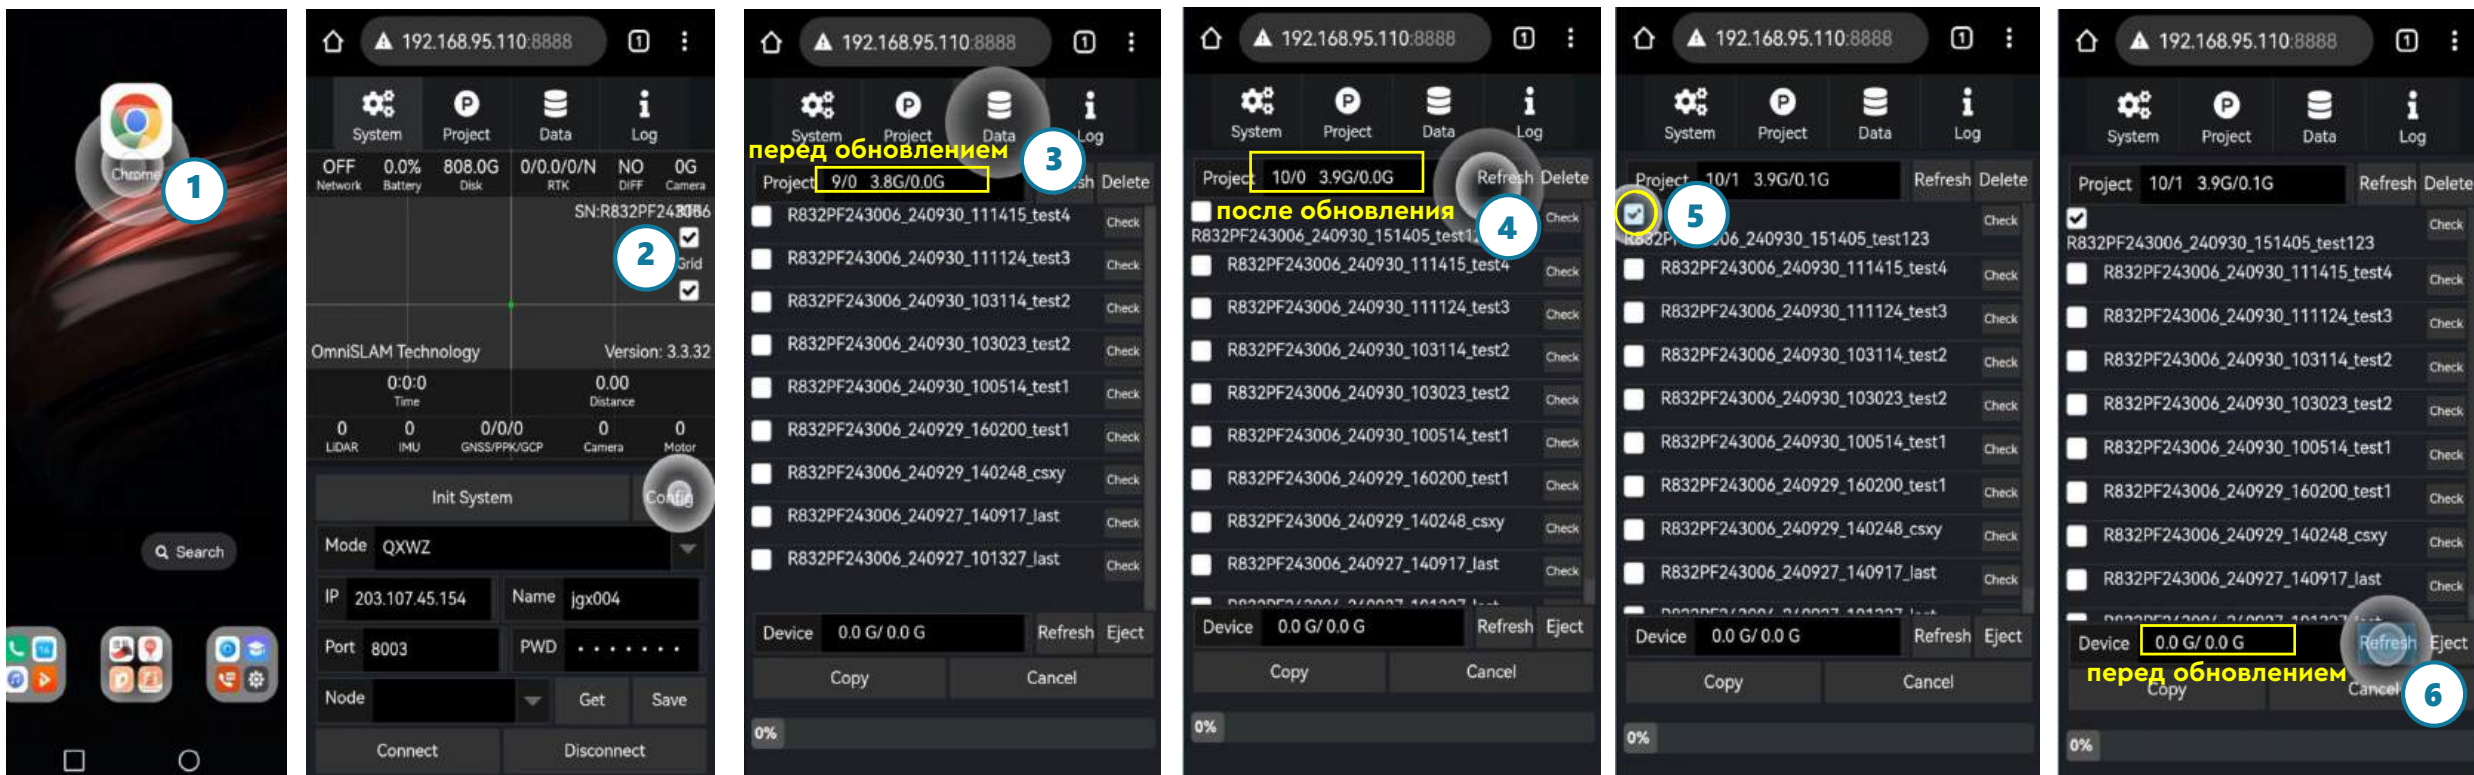 Chrome
1
Search
192.168.95.110:8888
1
System Project Data Log
OFF 0.0% 808.0G 0/0.0/0/N NO 0G
Network Battery Disk RTK DIFF Camera
2
Grid
OmniSLAM Technology Version: 3.3.32
0:0:0 0.00
Time Distance
0 0 0/0/0 0 0
LiDAR IMU GNSS/PPK/GCP Camera Motor
Init System Config
Mode QXWZ
IP 203.107.45.154 Name jgx004
Port 8003 PWD
Node Get Save
Connect Disconnect
192.168.95.110:8888
1
System Project Data Log
перед обновлением
3
Project 9/0 3.8G/0.0G Delete
R832PF243006_240930_111415_test4 Check
R832PF243006_240930_111124_test3 Check
R832PF243006_240930_103114_test2 Check
R832PF243006_240930_103023_test2 Check
R832PF243006_240930_100514_test1 Check
R832PF243006_240929_160200_test1 Check
R832PF243006_240929_140248_csxy Check
R832PF243006_240927_140917_last Check
R832PF243006_240927_101327_last Check
Device 0.0 G/ 0.0 G Refresh Eject
Copy Cancel
0%
192.168.95.110:8888
1
System Project Data Log
Project 10/0 3.9G/0.0G Refresh Delete
после обновления Check
4
R832PF243006_240930_111415_test4 Check
R832PF243006_240930_111124_test3 Check
R832PF243006_240930_103114_test2 Check
R832PF243006_240930_103023_test2 Check
R832PF243006_240930_100514_test1 Check
R832PF243006_240929_160200_test1 Check
R832PF243006_240929_140248_csxy Check
R832PF243006_240927_140917_last Check
Device 0.0 G/ 0.0 G Refresh Eject
Copy Cancel
0%
192.168.95.110:8888
1
System Project Data Log
Project 10/1 3.9G/0.1G Refresh Delete
5
Check
R832PF243006_240930_111415_test4 Check
R832PF243006_240930_111124_test3 Check
R832PF243006_240930_103114_test2 Check
R832PF243006_240930_103023_test2 Check
R832PF243006_240930_100514_test1 Check
R832PF243006_240929_160200_test1 Check
R832PF243006_240929_140248_csxy Check
R832PF243006_240927_140917_last Check
Device 0.0 G/ 0.0 G Refresh Eject
Copy Cancel
0%
192.168.95.110:8888
1
System Project Data Log
Project 10/1 3.9G/0.1G Refresh Delete
Check
R832PF243006_240930_151405_test123
R832PF243006_240930_111415_test4 Check
R832PF243006_240930_111124_test3 Check
R832PF243006_240930_103114_test2 Check
R832PF243006_240930_103023_test2 Check
R832PF243006_240930_100514_test1 Check
R832PF243006_240929_160200_test1 Check
R832PF243006_240929_140248_csxy Check
R832PF243006_240927_140917_last Check
Device 0.0 G/ 0.0 G Refresh Eject
перед обновлением
Copy Cancel
6
0%